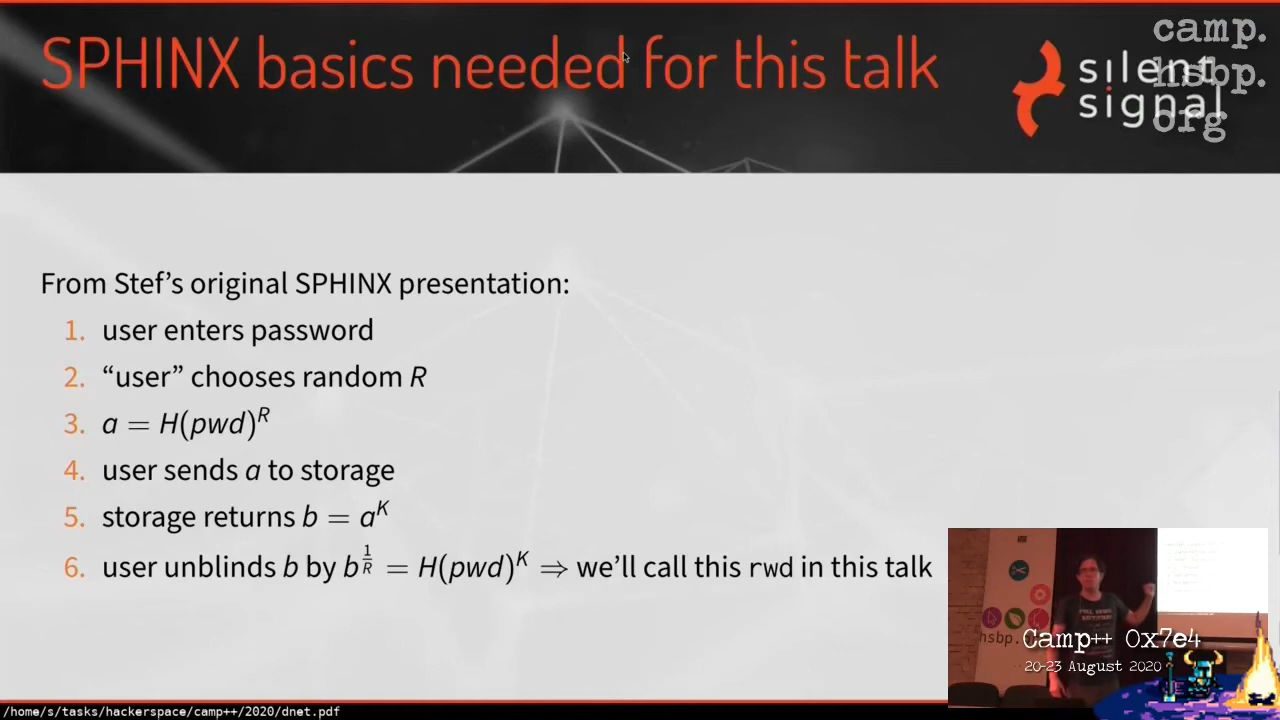 SPHINX basics needed for this talk
silent
signal
camp.
hsbp.
org
From Stef's original SPHINX presentation:
1. user enters password
2. “user” chooses random R
3. a = H(pwd)^R
4. user sends a to storage
5. storage returns b = a^K
6. user unblinds b by b^(1/R) = H(pwd)^K ⇒ we'll call this rwd in this talk
hsbp.
Camp++ 0x7e4
20-23 August 2020
/home/s/tasks/hackerspace/camp++/2020/dnet.pdf